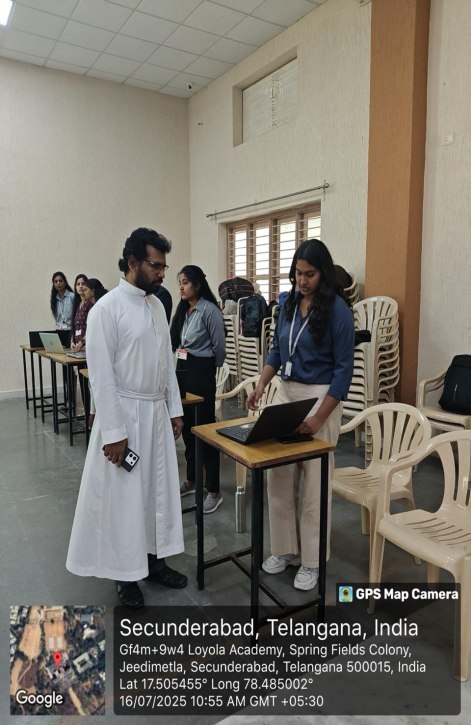 GPS Map Camera
Secunderabad, Telangana, India
Gf4m+9w4 Loyola Academy, Spring Fields Colony,
Jeedimetla, Secunderabad, Telangana 500015, India
Lat 17.505455° Long 78.485002°
16/07/2025 10:55 AM GMT +05:30
Google